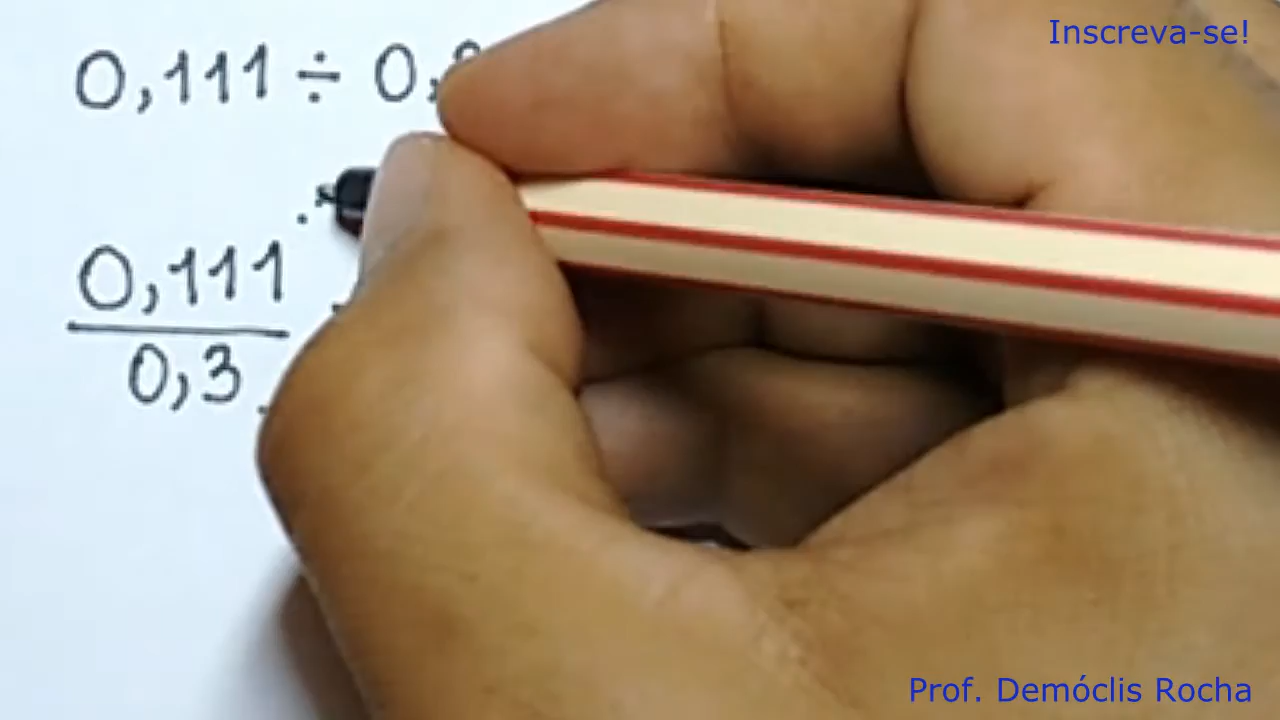 Inscreva-se!
0,111 ÷ 0,
0,111
0,3
Prof. Demóclis Rocha